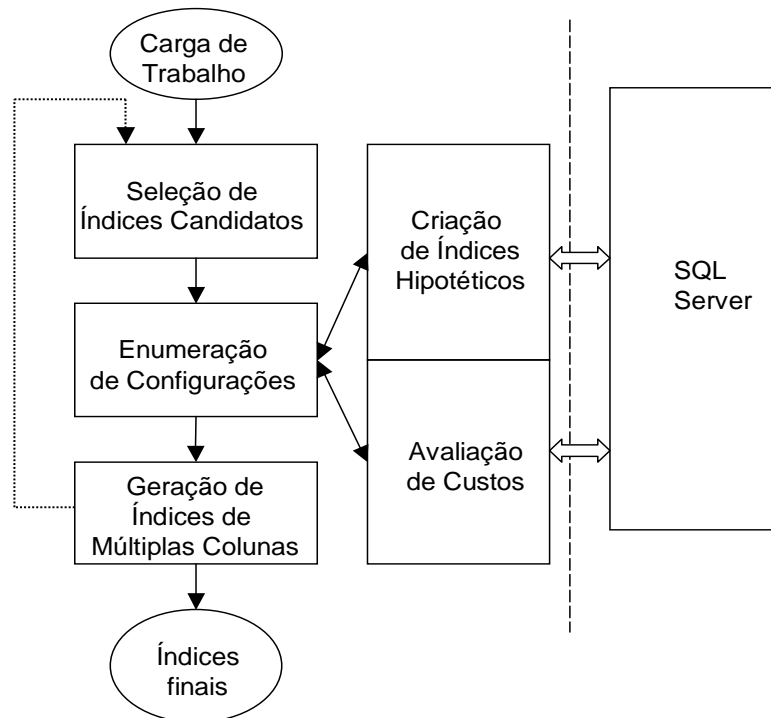 Carga de
Trabalho
Seleção de
Índices Candidatos
Enumeração
de Configurações
Geração de
Índices de
Múltiplas Colunas
Índices
finais
Criação
de Índices
Hipotéticos
Avaliação
de Custos
SQL
Server